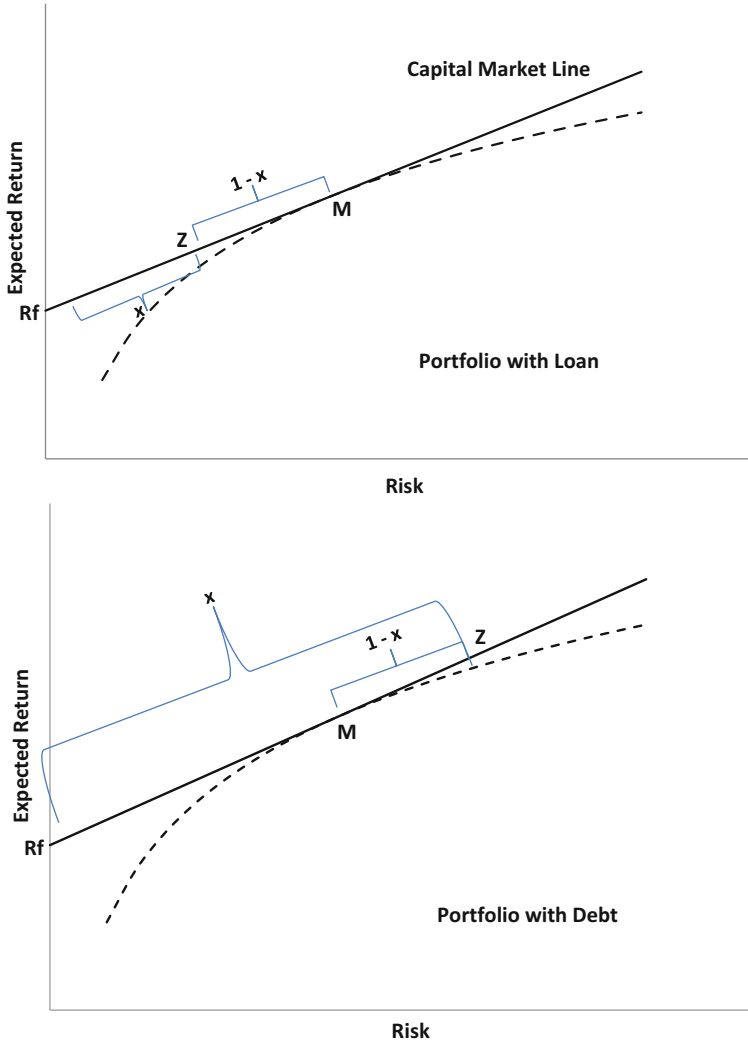 Capital Market Line
Expected Return
1 - x
M
Z
Rf
x
Portfolio with Loan
Risk
x
Z
1 - x
M
Expected Return
Rf
Portfolio with Debt
Risk